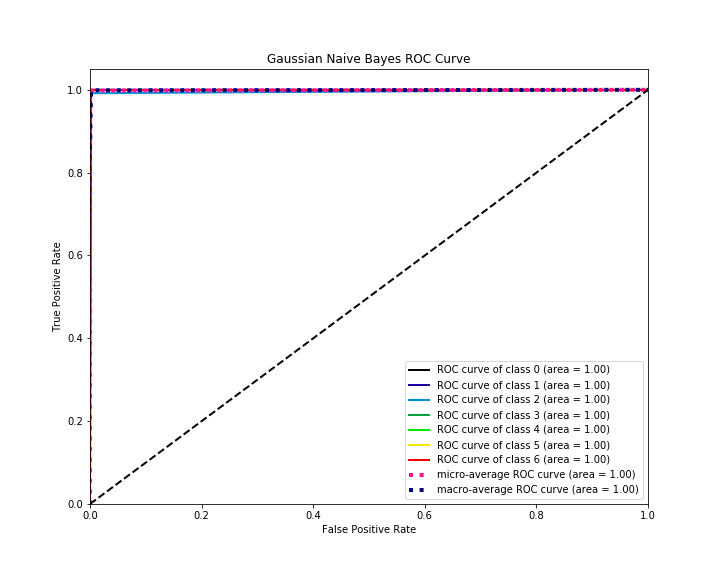 Gaussian Naive Bayes ROC Curve
1.0
0.8
0.6
0.4
0.2
0.0
True Positive Rate
ROC curve of class 0 (area = 1.00)
ROC curve of class 1 (area = 1.00)
ROC curve of class 2 (area = 1.00)
ROC curve of class 3 (area = 1.00)
ROC curve of class 4 (area = 1.00)
ROC curve of class 5 (area = 1.00)
ROC curve of class 6 (area = 1.00)
micro-average ROC curve (area = 1.00)
macro-average ROC curve (area = 1.00)
0.0 0.2 0.4 0.6 0.8 1.0
False Positive Rate